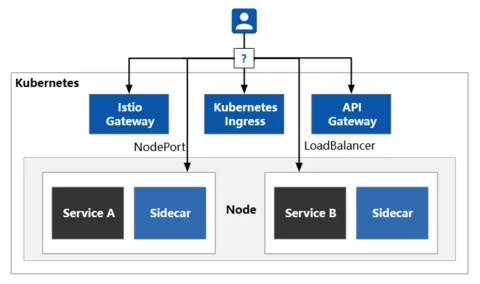 ?
Kubernetes
Istio
Gateway
Kubernetes
Ingress
API
Gateway
NodePort
LoadBalancer
Service A
Sidecar
Node
Service B
Sidecar